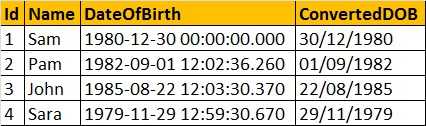 Id Name DateOfBirth ConvertedDOB
1 Sam 1980-12-30 00:00:00.000 30/12/1980
2 Pam 1982-09-01 12:02:36.260 01/09/1982
3 John 1985-08-22 12:03:30.370 22/08/1985
4 Sara 1979-11-29 12:59:30.670 29/11/1979